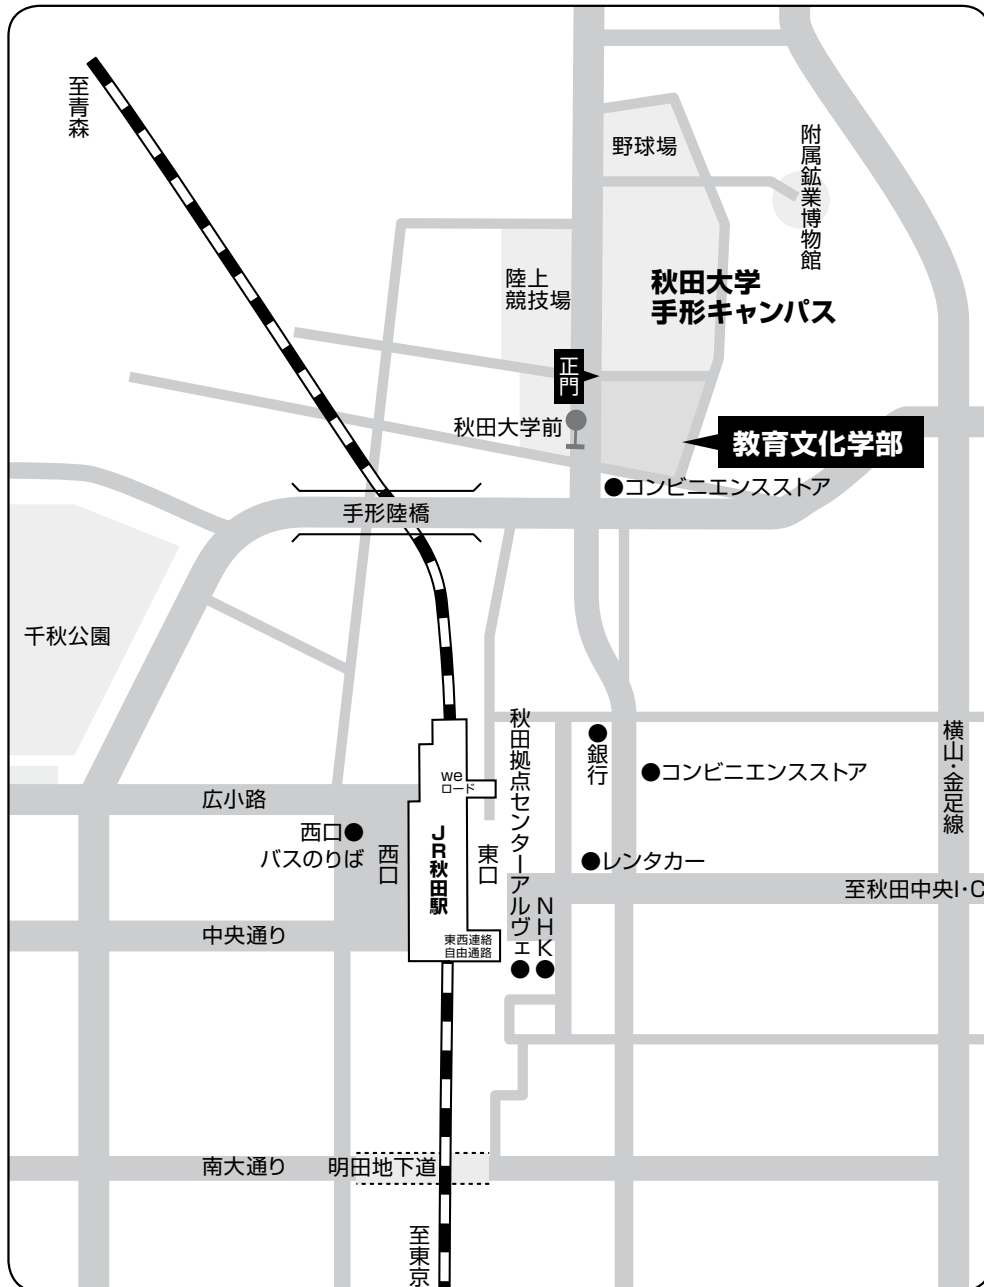 至青森
野球場
附属鉱業博物館
陸上
競技場
秋田大学
手形キャンパス
正門
秋田大学前
教育文化学部
●コンビニエンスストア
手形陸橋
千秋公園
秋田拠点センターアルヴェ●
●銀行
横山・金足線
●コンビニエンスストア
we
ロード
広小路
西口●
バスのりば
西口
JR秋田駅
東口
●レンタカー
至秋田中央I・C
NHK●
中央通り
東西連絡
自由通路
南大通り
明田地下道
至東京